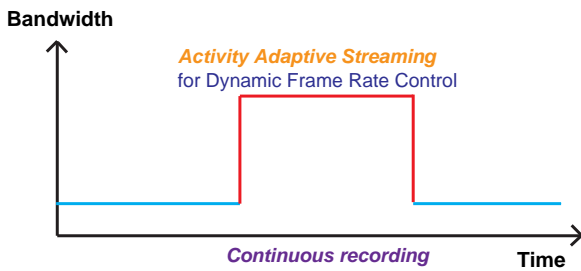 Bandwidth
Activity Adaptive Streaming
for Dynamic Frame Rate Control
Continuous recording
Time